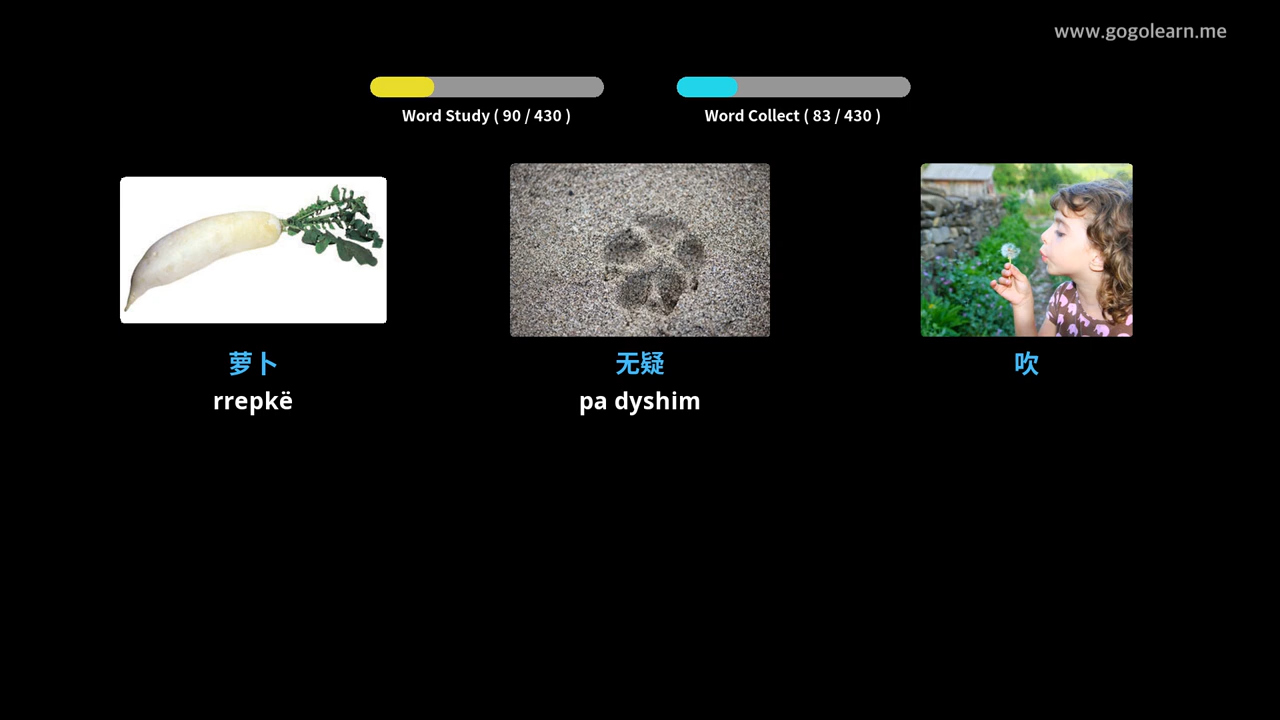 www.gogolearn.me
Word Study ( 90 / 430 )
Word Collect ( 83 / 430 )
萝卜
rrepkë
无疑
pa dyshim
吹